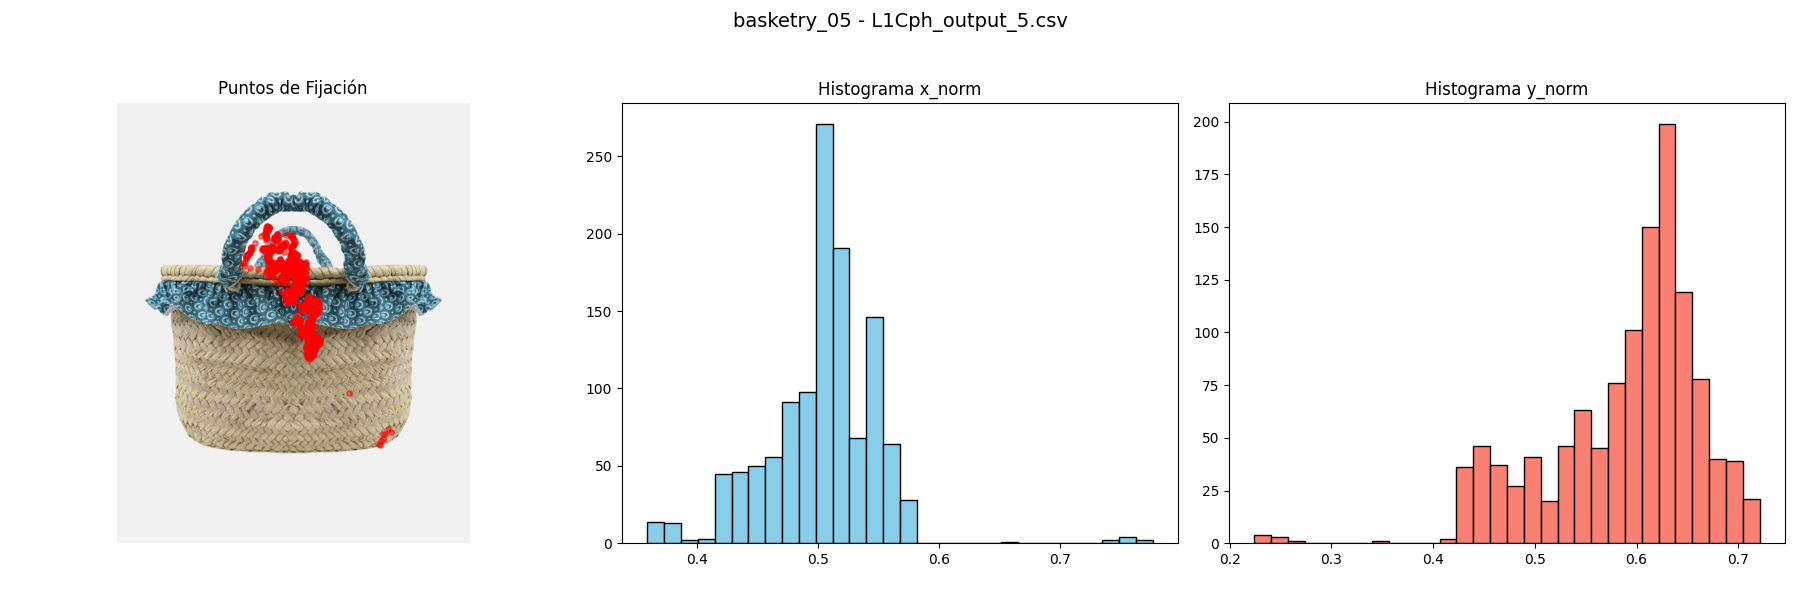 basketry_05 - L1Cph_output_5.csv
Puntos de Fijación
Histograma x_norm
Histograma y_norm
250
200
150
100
50
0
0.4 0.5 0.6 0.7
200
175
150
125
100
75
50
25
0
0.2 0.3 0.4 0.5 0.6 0.7